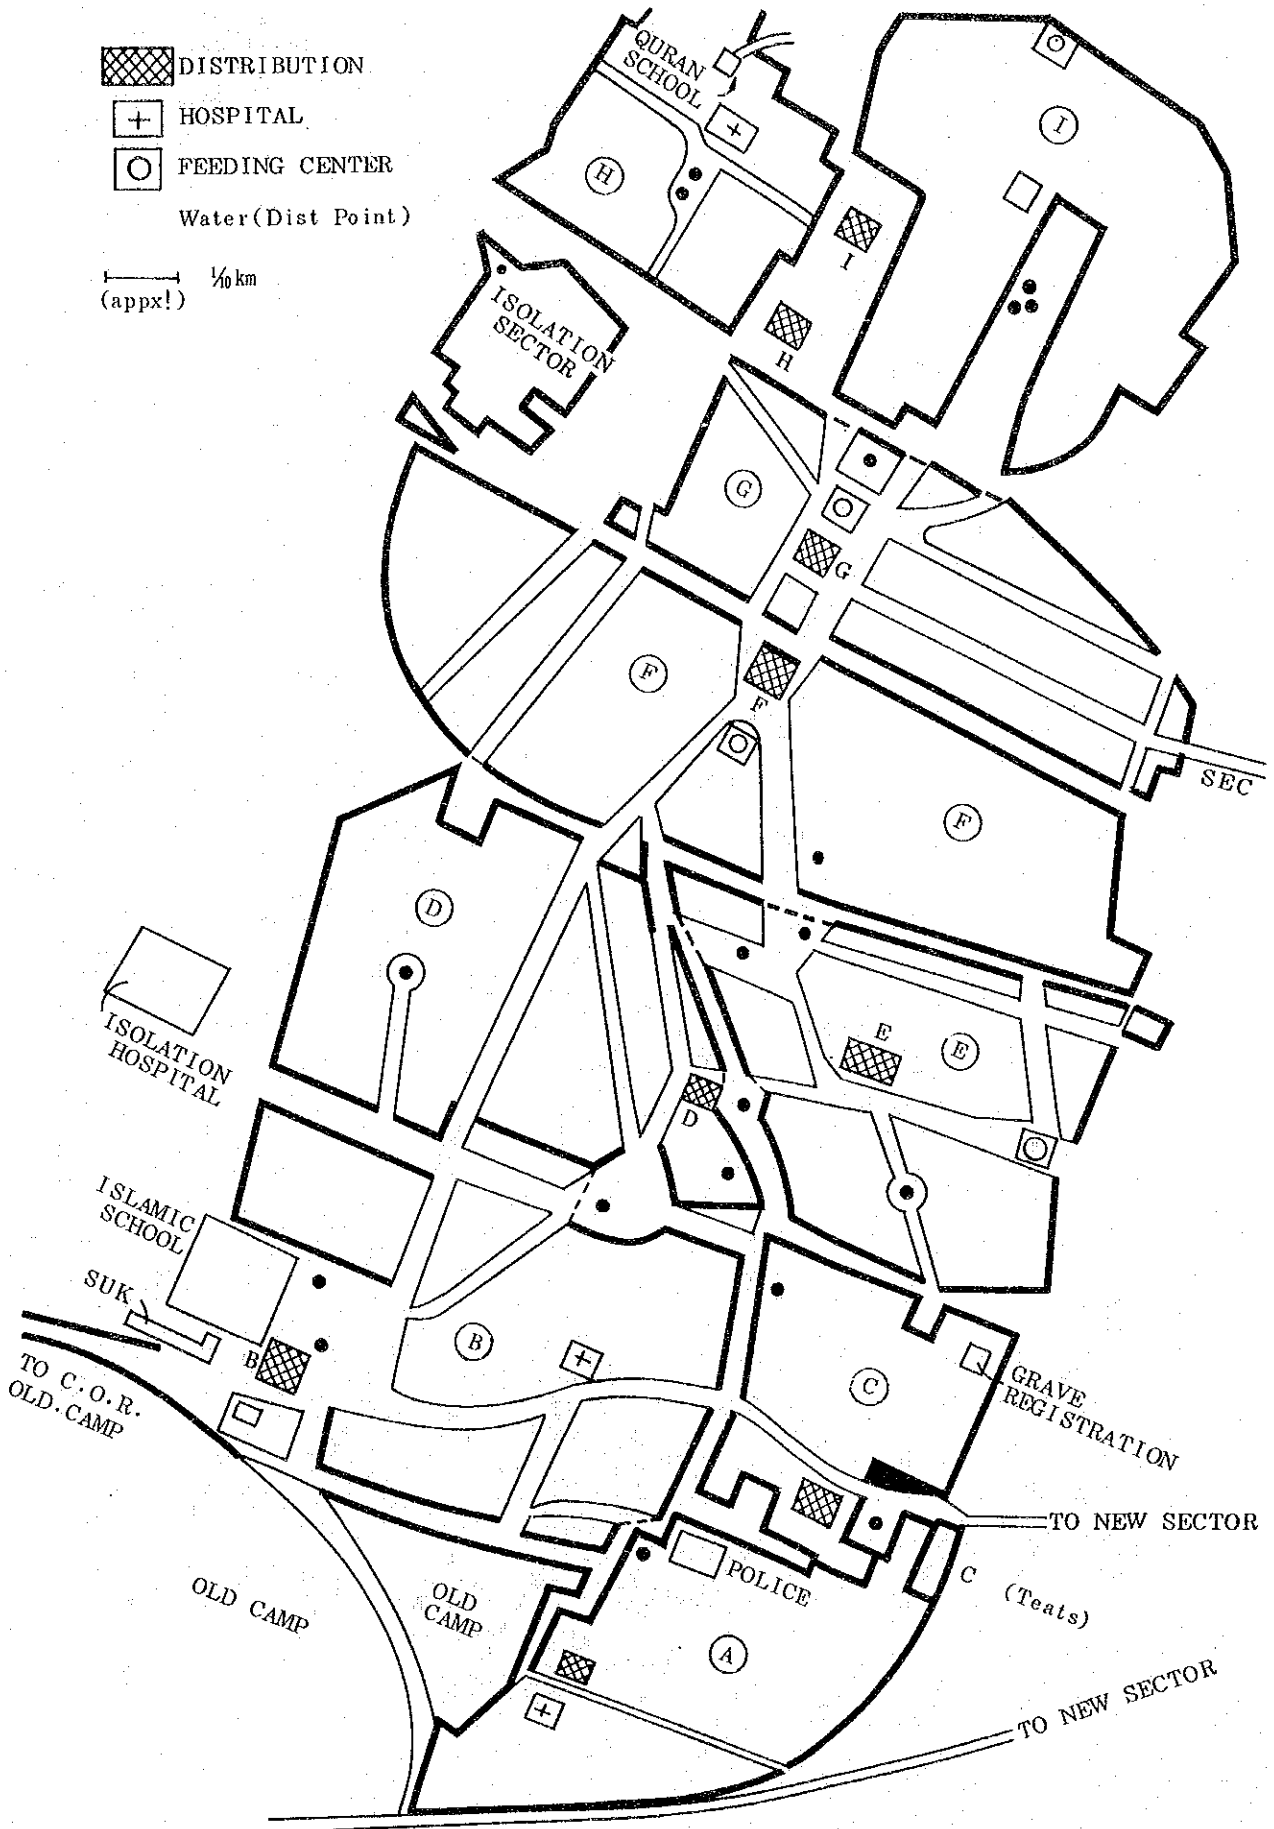 DISTRIBUTION
HOSPITAL
FEEDING CENTER
Water(Dist Point)
1/10 km
(appx!)
QURAN
SCHOOL
I
H
I
H
ISOLATION
SECTOR
G
G
F
F
SEC
F
D
E
E
ISOLATION
HOSPITAL
D
ISLAMIC
SCHOOL
SUK
B
B
TO C.O.R.
OLD.CAMP
C
GRAVE
REGISTRATION
TO NEW SECTOR
POLICE
C (Teats)
OLD CAMP
OLD
CAMP
A
TO NEW SECTOR